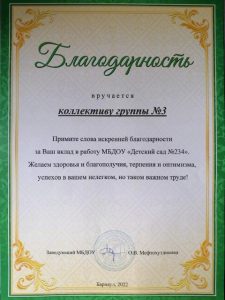 Благодарность
вручается
коллективу группы №3
Примите слова искренней благодарности
за Ваш вклад в работу МБДОУ «Детский сад №234».
Желаем здоровья и благополучия, терпения и оптимизма,
успехов в вашем нелегком, но таком важном труде!
Заведующий МБДОУ О.В.
Барнаул, 2022